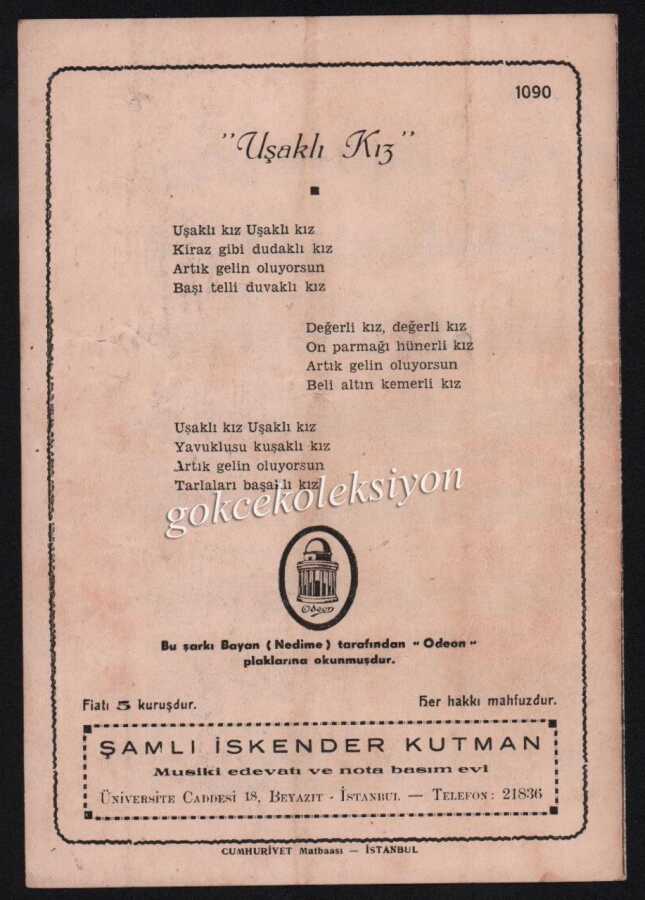 1090
"Uşaklı Kız"
Uşaklı kız Uşaklı kız
Kiraz gibi dudaklı kız
Artık gelin oluyorsun
Başı telli duvaklı kız
Değerli kız, değerli kız
On parmağı hünerli kız
Artık gelin oluyorsun
Beli altın kemerli kız
Uşaklı kız Uşaklı kız
Yavuklusu kuşaklı kız
Artık gelin oluyorsun
Tarlaları başaklı kız
gokcekoleksiyon
Odeon
Bu şarkı Bayan (Nedime) tarafından "Odeon"
plaklarına okunmuşdur.
Fiatı 5 kuruşdur.
Her hakkı mahfuzdur.
ŞAMLI İSKENDER KUTMAN
Musiki edevatı ve nota basım evi
ÜNİVERSİTE CADDESİ 18, BEYAZIT - İSTANBUL — TELEFON: 21836
CUMHURİYET Matbaası — İSTANBUL